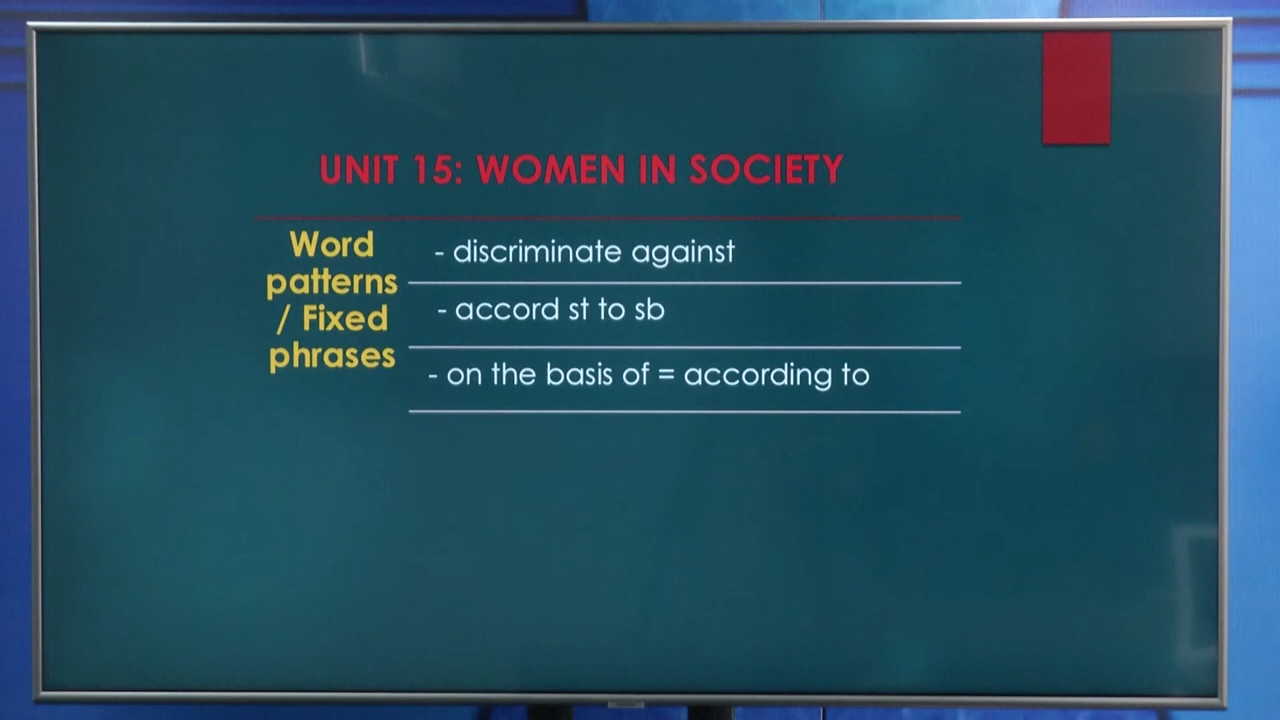 UNIT 15: WOMEN IN SOCIETY
Word
patterns
/ Fixed
phrases
- discriminate against
- accord st to sb
- on the basis of = according to